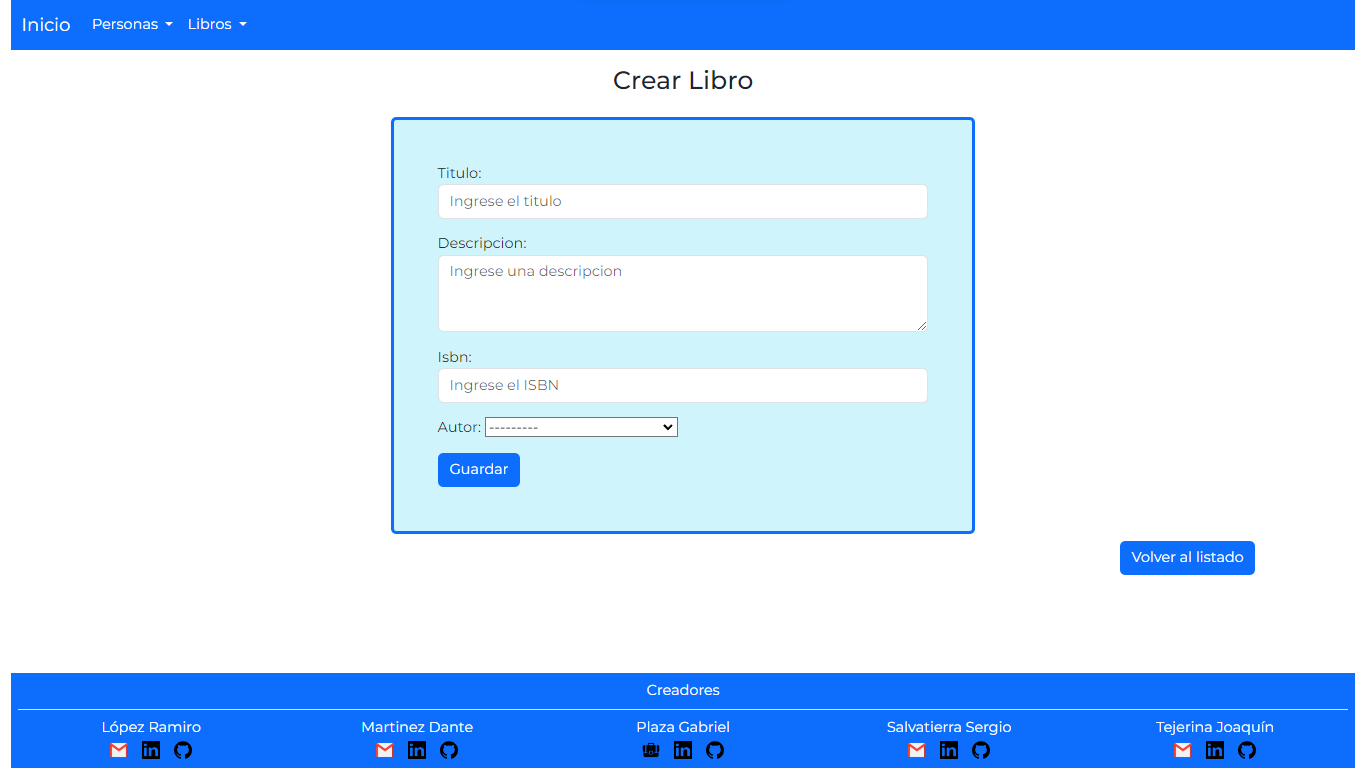 Inicio Personas Libros
Crear Libro
Titulo:
Ingrese el titulo
Descripcion:
Ingrese una descripcion
Isbn:
Ingrese el ISBN
Autor: ---------
Guardar
Volver al listado
Creadores
López Ramiro Martinez Dante Plaza Gabriel Salvatierra Sergio Tejerina Joaquín